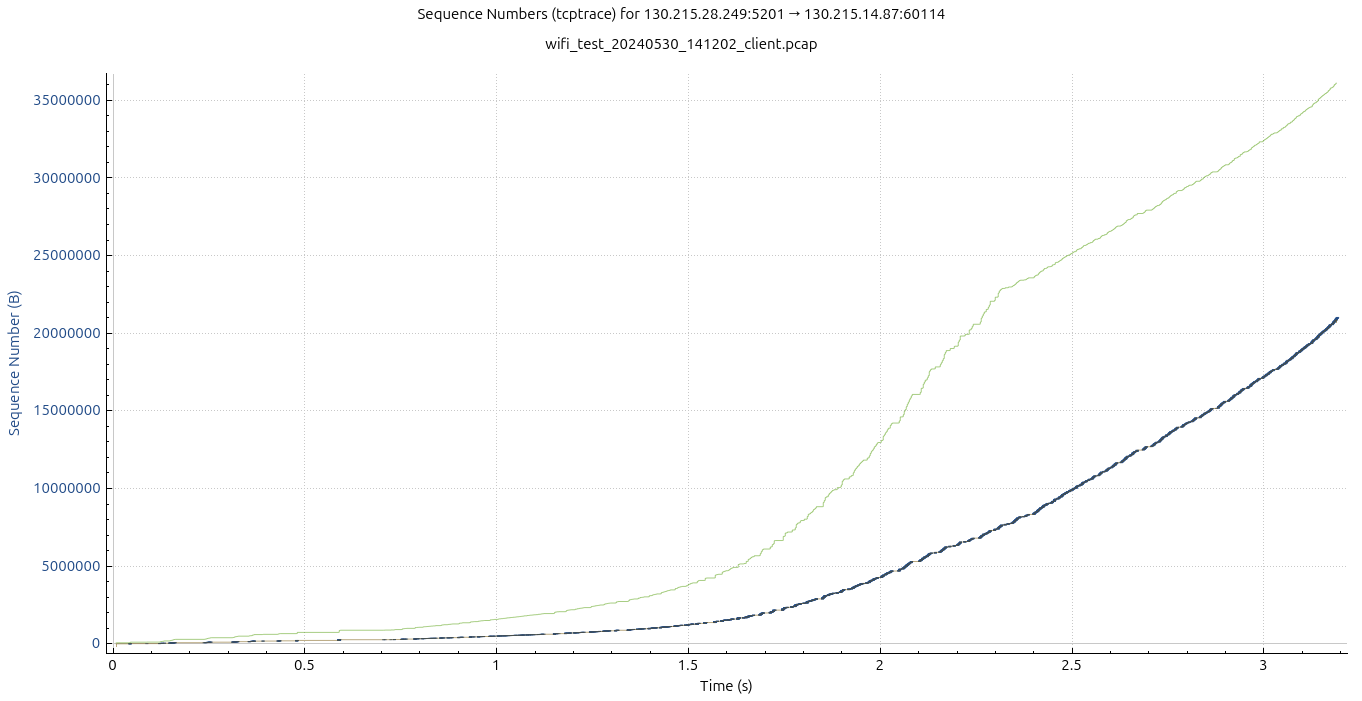 Sequence Numbers (tcptrace) for 130.215.28.249:5201 → 130.215.14.87:60114
wifi_test_20240530_141202_client.pcap
35000000
30000000
25000000
20000000
15000000
10000000
5000000
0
Sequence Number (B)
0 0.5 1 1.5 2 2.5 3
Time (s)